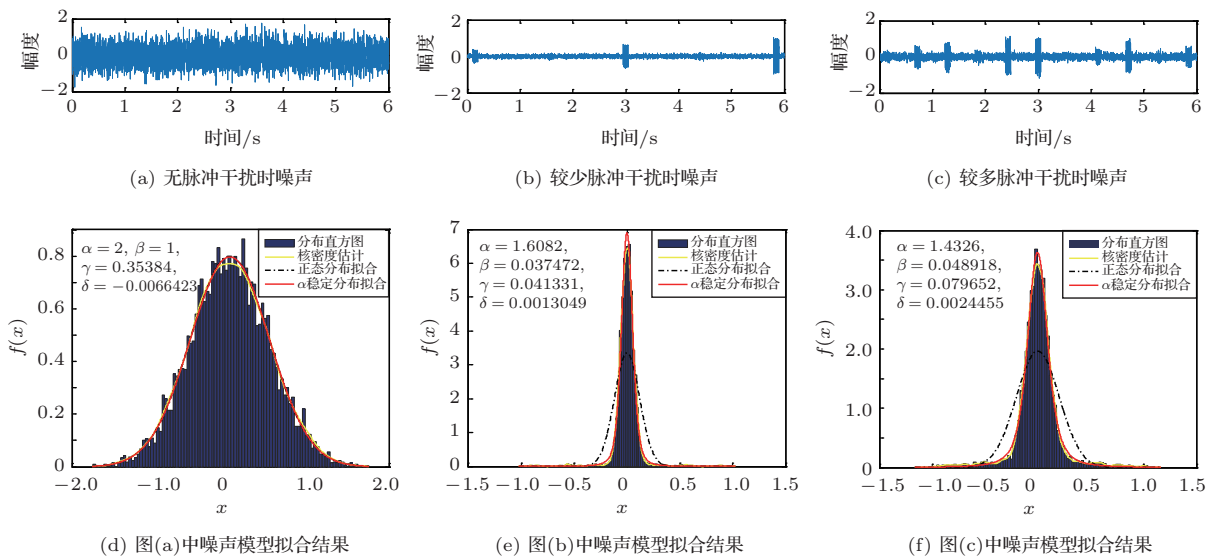 2
0
−2
幅度
0 1 2 3 4 5 6
时间/s
(a) 无脉冲干扰时噪声
2
0
−2
幅度
0 1 2 3 4 5 6
时间/s
(b) 较少脉冲干扰时噪声
2
0
−2
幅度
0 1 2 3 4 5 6
时间/s
(c) 较多脉冲干扰时噪声
α = 2, β = 1,
γ = 0.35384,
δ = −0.0066423
分布直方图
核密度估计
正态分布拟合
α稳定分布拟合
0.8
0.6
0.4
0.2
0
f(x)
−2.0 −1.0 0 1.0 2.0
x
(d) 图(a)中噪声模型拟合结果
α = 1.6082,
β = 0.037472,
γ = 0.041331,
δ = 0.0013049
分布直方图
核密度估计
正态分布拟合
α稳定分布拟合
7
6
5
4
3
2
1
0
f(x)
−1.5 −1.0 −0.5 0 0.5 1.0 1.5
x
(e) 图(b)中噪声模型拟合结果
α = 1.4326,
β = 0.048918,
γ = 0.079652,
δ = 0.0024455
分布直方图
核密度估计
正态分布拟合
α稳定分布拟合
4.0
3.0
2.0
1.0
0
f(x)
−1.5 −1.0 −0.5 0 0.5 1.0 1.5
x
(f) 图(c)中噪声模型拟合结果